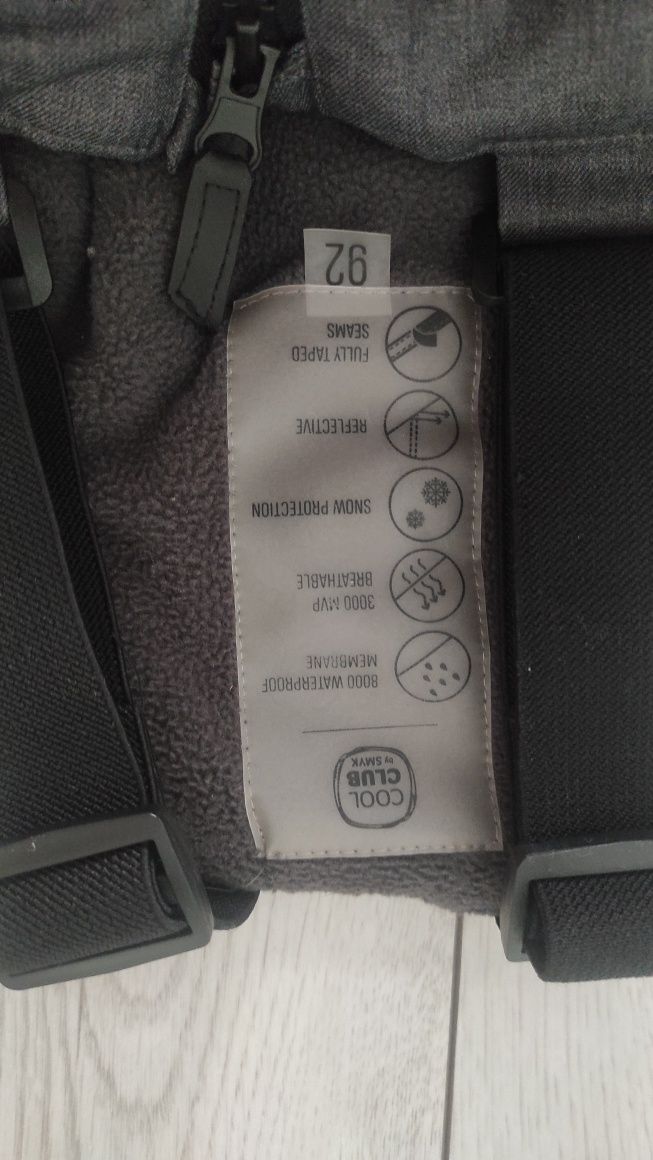 COOL
CLUB
by SMYK
8000 WATERPROOF
MEMBRANE
3000 MVP
BREATHABLE
SNOW PROTECTION
REFLECTIVE
FULLY TAPED
SEAMS
92